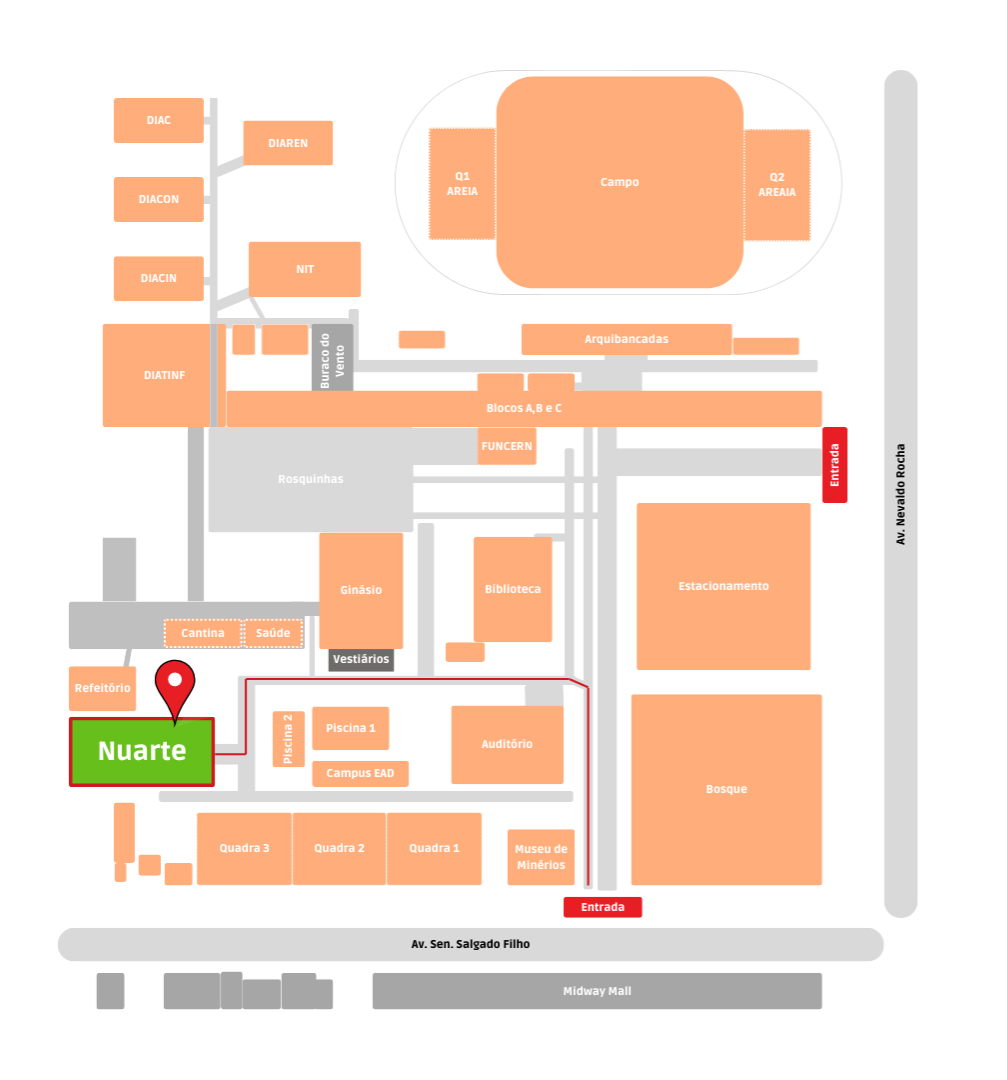 DIAC
DIAREN
Q1
AREIA
Campo
Q2
AREAIA
DIACON
NIT
DIACIN
Buraco do
Vento
Arquibancadas
DIATINF
Blocos A,B e C
FUNCERN
Entrada
Av. Nevaldo Rocha
Rosquinhas
Ginásio
Biblioteca
Estacionamento
Cantina
Saúde
Vestiários
Refeitório
Nuarte
Piscina 2
Piscina 1
Auditório
Campus EAD
Bosque
Quadra 3
Quadra 2
Quadra 1
Museu de
Minérios
Entrada
Av. Sen. Salgado Filho
Midway Mall